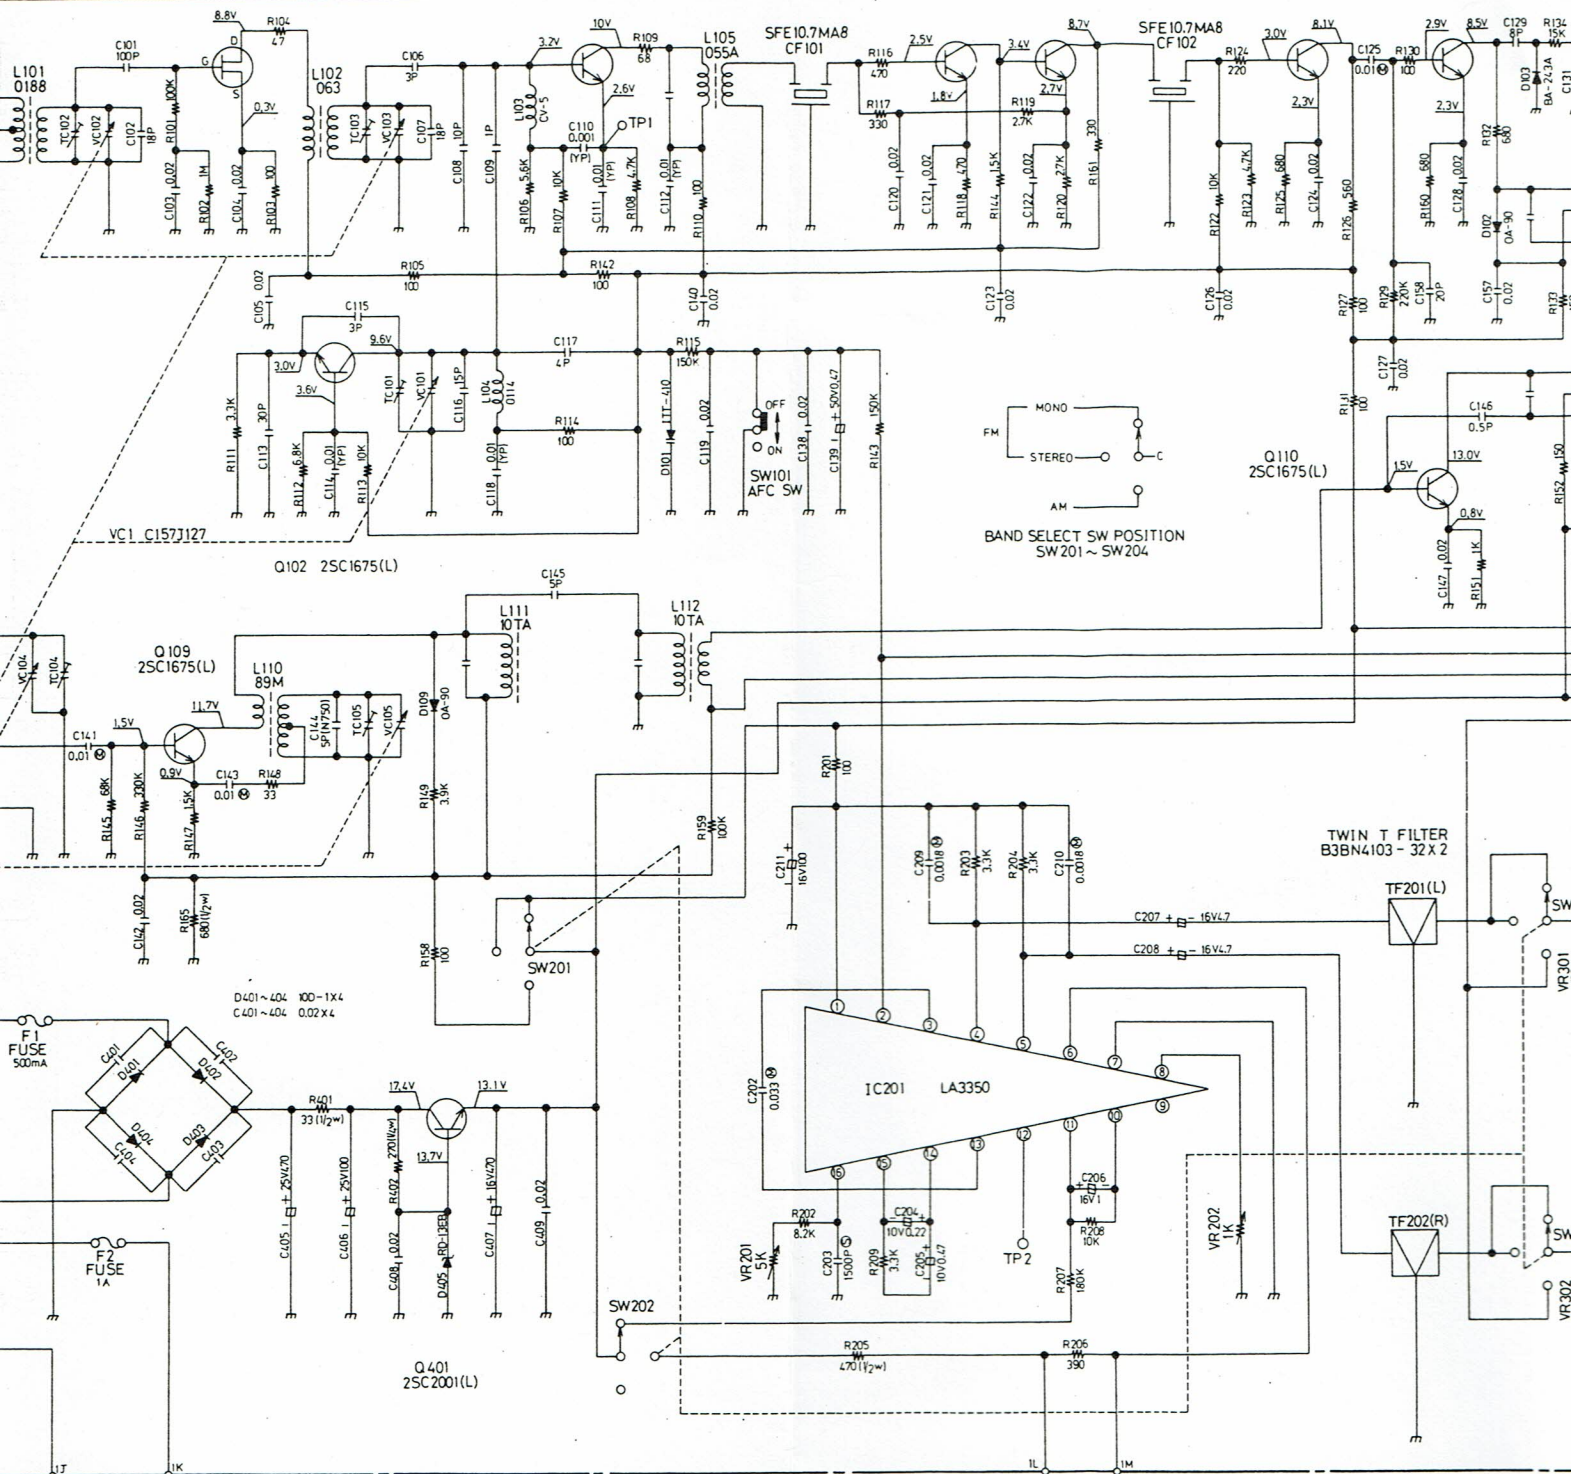 8.8V
R104
47
10V
R109
68
L105
055A
SFE10.7MA8
CF101
8.7V
SFE10.7MA8
CF102
8.1V
2.9V
8.5V
C129
8P
R134
15K
L101
0188
C101
100P
D
G
S
L102
063
C106
3P
3.2V
R116
470
2.5V
3.4V
R124
220
3.0V
C125
0.01 Ⓜ
R130
100
D103
BA-243A
C131
TC102
VC102
C102
18P
R101
100K
0.3V
TC103
VC103
C107
18P
C108
10P
C109
1P
L103
CV-5
2.6V
C110
0.001
(YP)
TP1
R117
330
1.8V
R119
2.7K
2.7V
R161
330
2.3V
2.3V
R132
680
C103
0.02
R102
1M
C104
0.02
R103
100
R106
5.6K
R107
10K
C111
0.01
(YP)
R108
4.7K
C112
0.01
(YP)
R110
100
C120
0.02
C121
0.02
R118
470
R144
1.5K
C122
0.02
R120
2.7K
R122
10K
R123
4.7K
R125
680
C124
0.02
R126
560
R160
680
C128
0.02
D102
OA-90
C105
0.02
R105
100
R142
100
C140
0.02
C123
0.02
C126
0.02
R127
100
R129
220K
C158
20P
C157
0.02
R133
C115
3P
3.0V
9.6V
3.6V
TC101
VC101
C116
15P
L104
0114
C117
4P
R115
150K
C127
0.02
R131
100
R111
3.3K
C113
30P
R112
6.8K
C114
0.01
(YP)
R113
10K
R114
100
C118
0.01
(YP)
D101
ITT-410
C119
0.02
OFF
ON
SW101
AFC SW
C138
0.02
C139
+ 50V0.47
R143
150K
MONO
FM
STEREO
C
AM
BAND SELECT SW POSITION
SW201~SW204
Q110
2SC1675(L)
C146
0.5P
1.5V
13.0V
R152
150
0.8V
C147
0.02
R151
1K
VC1 C157J127
Q102 2SC1675(L)
C145
5P
L111
10TA
L112
10TA
VC104
TC104
Q109
2SC1675(L)
L110
89M
11.7V
1.5V
C141
0.01 Ⓜ
0.9V
C143
0.01 Ⓜ
R148
33
C144
5P(N750)
TC105
VC105
D109
OA-90
R145
68K
R146
330K
R147
1.5K
R149
3.9K
R159
100K
R201
100
C142
0.02
R165
680(1/2w)
R158
100
SW201
C211
16V100
C209
0.0018 Ⓜ
R203
3.3K
R204
3.3K
C210
0.0018 Ⓜ
C207 + - 16V4.7
C208 + - 16V4.7
TWIN T FILTER
B3BN4103-32X2
TF201(L)
SW
VR301
D401~404 10D-1X4
C401~404 0.02X4
F1
FUSE
500mA
C401
D401
D402
C402
D404
C404
D403
C403
R401
33(1/2w)
17.4V
13.1V
13.7V
C405
+ 25V470
C406
+ 25V100
R402
270(1/4w)
C408
0.02
D405
RD-13EB
C407
+ 16V470
C409
0.02
F2
FUSE
1A
Q401
2SC2001(L)
IC201 LA3350
1
2
3
4
5
6
7
8
9
10
11
12
13
14
15
16
C202
0.033 Ⓜ
VR201
5K
R202
8.2K
C203
1500P
C204
10V0.22
R209
3.3K
C205
10V0.47
TP2
C206
16V1
R208
10K
R207
180K
VR202
1K
SW202
R205
470(1/2w)
R206
390
TF202(R)
SW
VR302
1J
1K
1L
1M